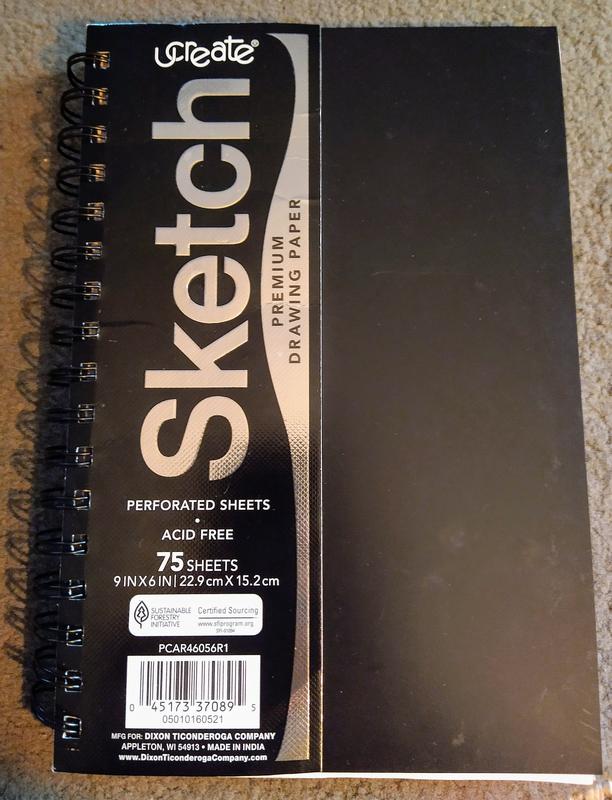 ucreate®
Sketch
PREMIUM
DRAWING PAPER
PERFORATED SHEETS
•
ACID FREE
75 SHEETS
9 IN X 6 IN | 22.9 cm X 15.2 cm
SUSTAINABLE
FORESTRY
INITIATIVE
Certified Sourcing
www.sfiprogram.org
SFI-01084
PCAR46056R1
0 45173 37089 5
05010160521
MFG FOR: DIXON TICONDEROGA COMPANY
APPLETON, WI 54913 • MADE IN INDIA
www.DixonTiconderogaCompany.com